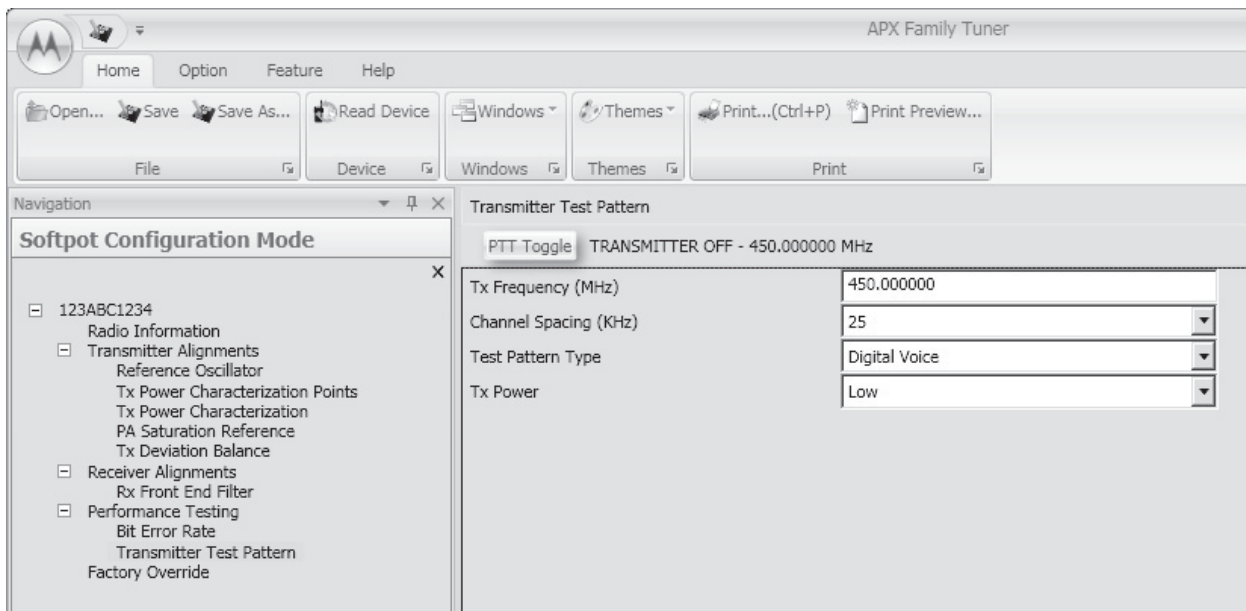 APX Family Tuner
Home Option Feature Help
Open... Save Save As... Read Device Windows Themes Print...(Ctrl+P) Print Preview...
File Device Windows Themes Print
Navigation
Softpot Configuration Mode
123ABC1234
Radio Information
Transmitter Alignments
Reference Oscillator
Tx Power Characterization Points
Tx Power Characterization
PA Saturation Reference
Tx Deviation Balance
Receiver Alignments
Rx Front End Filter
Performance Testing
Bit Error Rate
Transmitter Test Pattern
Factory Override
Transmitter Test Pattern
PTT Toggle TRANSMITTER OFF - 450.000000 MHz
Tx Frequency (MHz) 450.000000
Channel Spacing (KHz) 25
Test Pattern Type Digital Voice
Tx Power Low